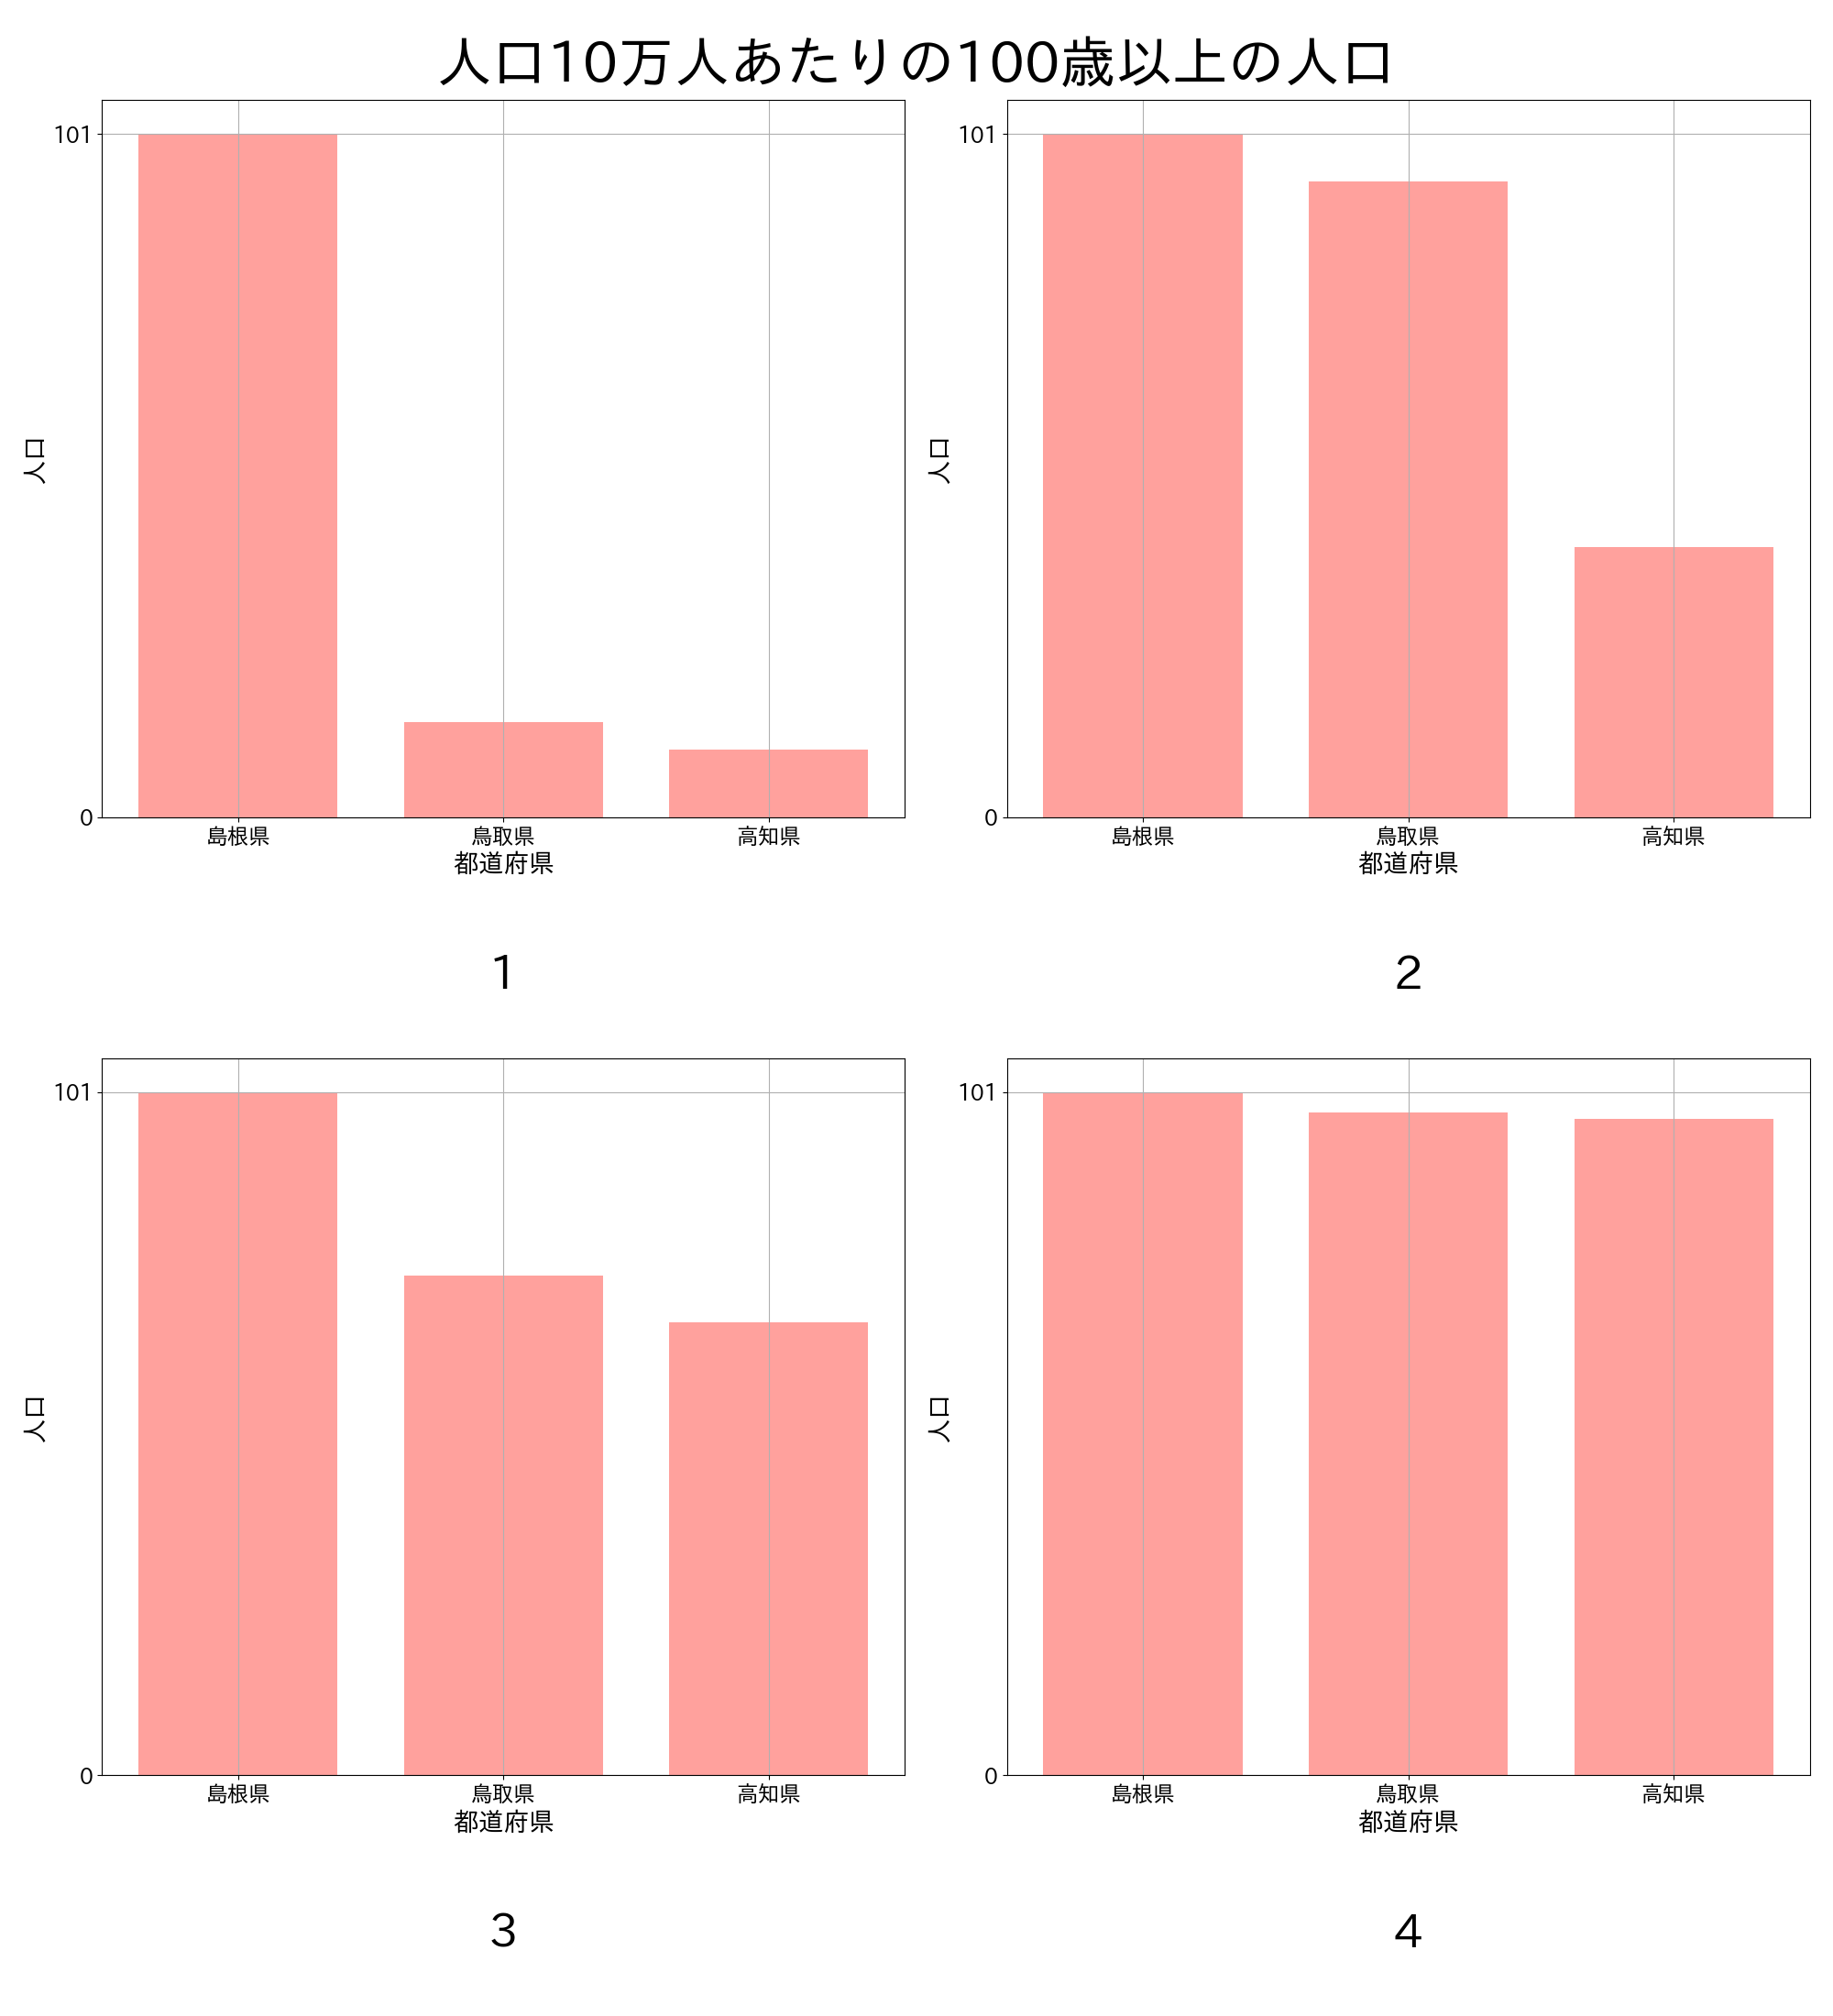 人口10万人あたりの100歳以上の人口
101
0
人口
島根県 鳥取県 高知県
都道府県
1
101
0
人口
島根県 鳥取県 高知県
都道府県
2
101
0
人口
島根県 鳥取県 高知県
都道府県
3
101
0
人口
島根県 鳥取県 高知県
都道府県
4